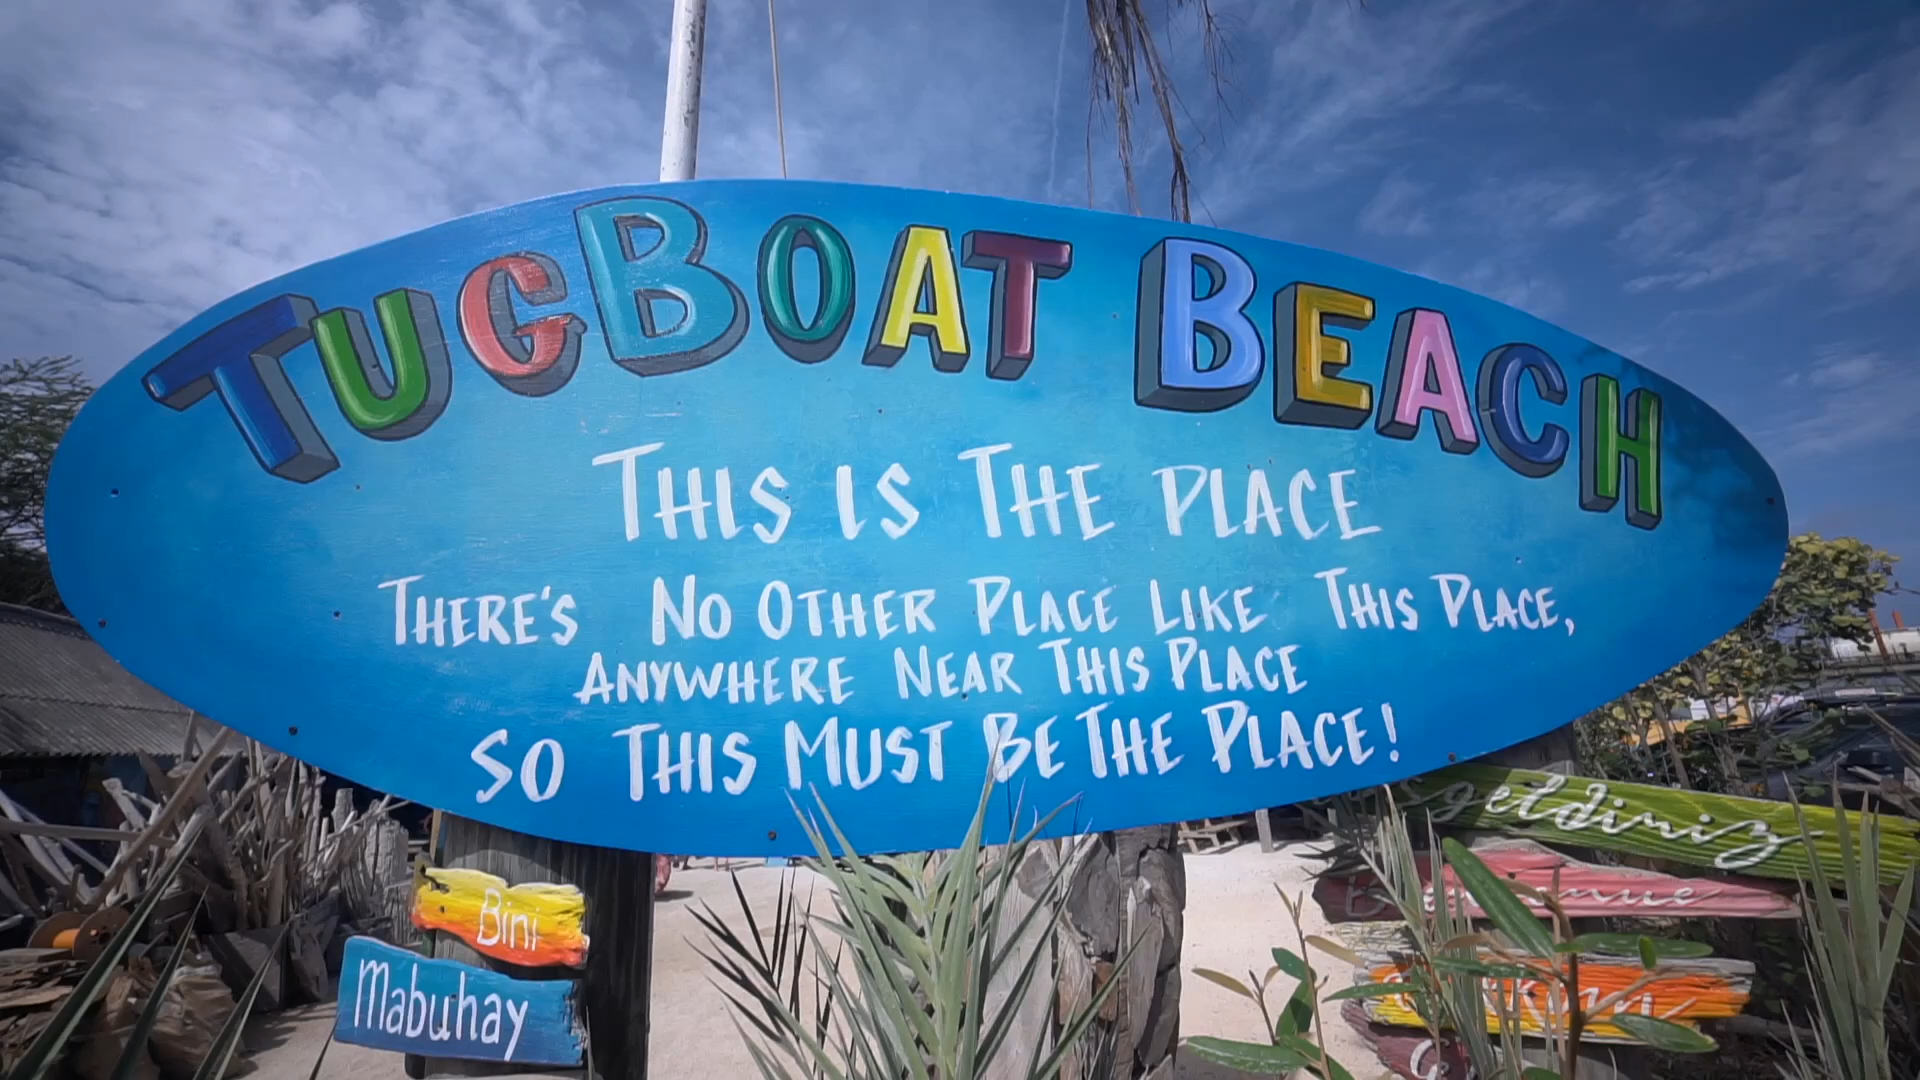 TUGBOAT BEACH
THIS IS THE PLACE
THERE'S NO OTHER PLACE LIKE THIS PLACE,
ANYWHERE NEAR THIS PLACE
SO THIS MUST BE THE PLACE!
Bini
Mabuhay